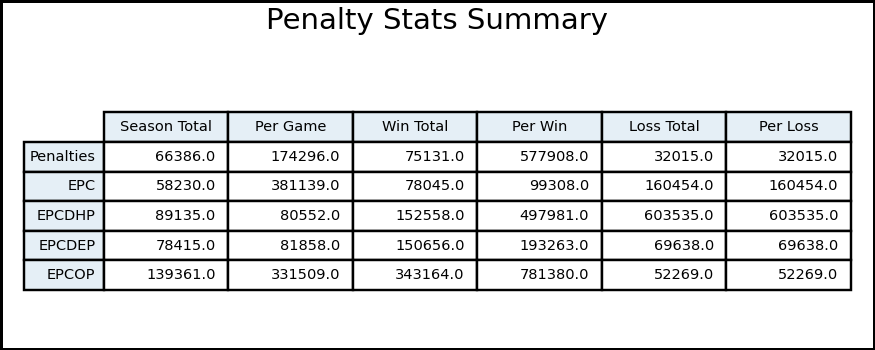 Penalty Stats Summary
Season Total Per Game Win Total Per Win Loss Total Per Loss
Penalties 66386.0 174296.0 75131.0 577908.0 32015.0 32015.0
EPC 58230.0 381139.0 78045.0 99308.0 160454.0 160454.0
EPCDHP 89135.0 80552.0 152558.0 497981.0 603535.0 603535.0
EPCDEP 78415.0 81858.0 150656.0 193263.0 69638.0 69638.0
EPCOP 139361.0 331509.0 343164.0 781380.0 52269.0 52269.0